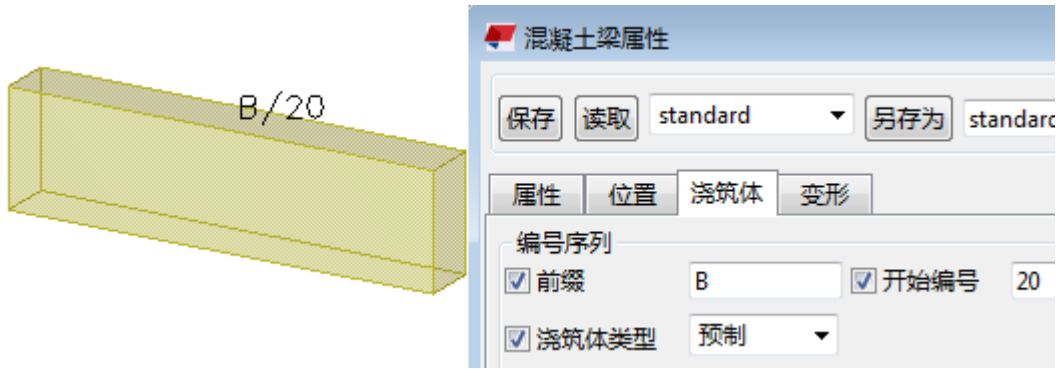 B/20
混凝土梁属性
保存 读取 standard 另存为 standard
属性 位置 浇筑体 变形
编号序列
前缀 B 开始编号 20
浇筑体类型 预制